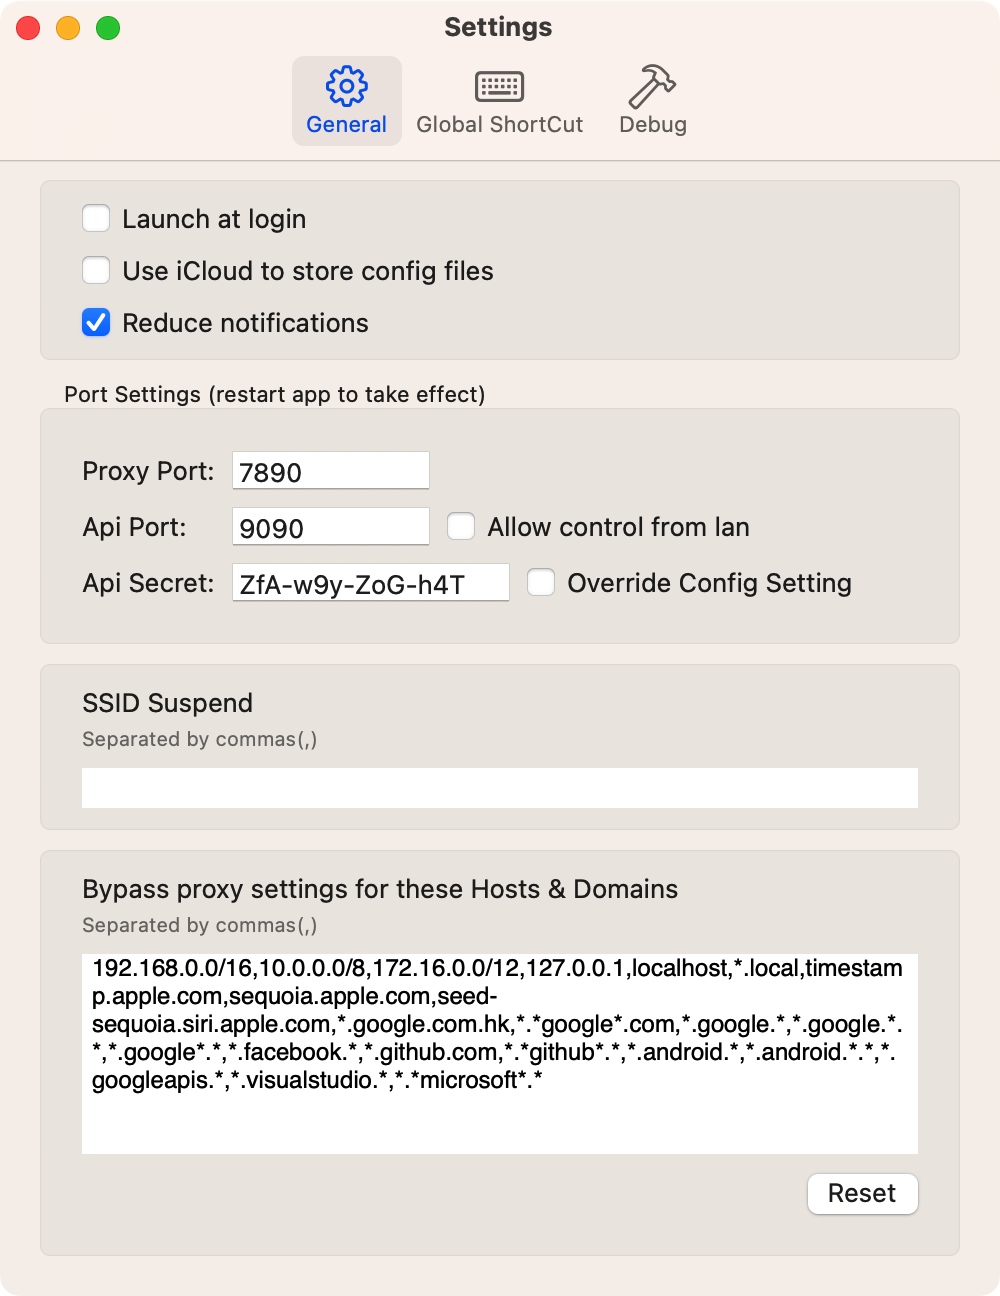 Settings
General
Global ShortCut
Debug
Launch at login
Use iCloud to store config files
Reduce notifications
Port Settings (restart app to take effect)
Proxy Port: 7890
Api Port: 9090 Allow control from lan
Api Secret: ZfA-w9y-ZoG-h4T Override Config Setting
SSID Suspend
Separated by commas(,)
Bypass proxy settings for these Hosts & Domains
Separated by commas(,)
192.168.0.0/16,10.0.0.0/8,172.16.0.0/12,127.0.0.1,localhost,*.local,timestam
p.apple.com,sequoia.apple.com,seed-
sequoia.siri.apple.com,*.google.com.hk,*.*google*.com,*.google.*,*.google.*.
*,*.google*.*,*.facebook.*,*.github.com,*.*github*.*,*.android.*,*.android.*.*,*.
googleapis.*,*.visualstudio.*,*.*microsoft*.*
Reset